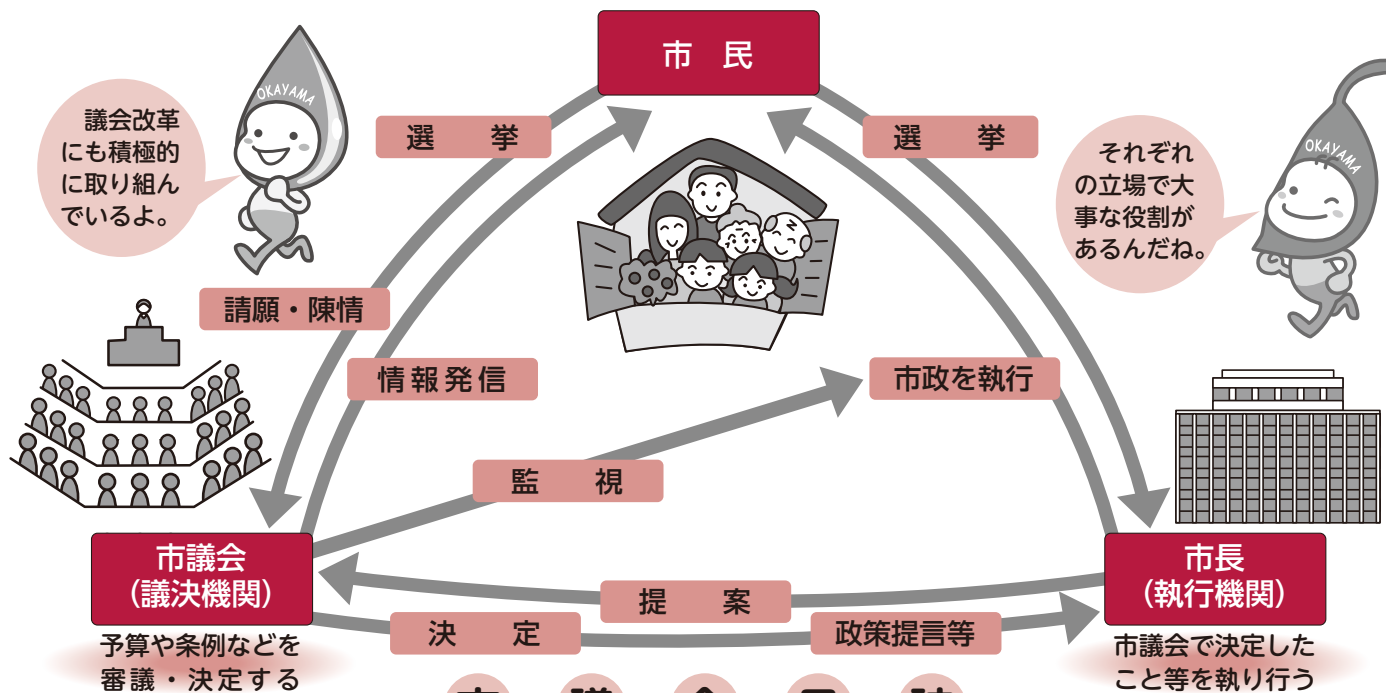 市　民
OKAYAMA
議会改革
にも積極的
に取り組ん
でいるよ。
選　挙
選　挙
OKAYAMA
それぞれ
の立場で大
事な役割が
あるんだね。
請願・陳情
情報発信
市政を執行
監　視
市議会
(議決機関)
市長
(執行機関)
提　案
決　定
政策提言等
予算や条例などを
審議・決定する
市議会で決定した
こと等を執り行う